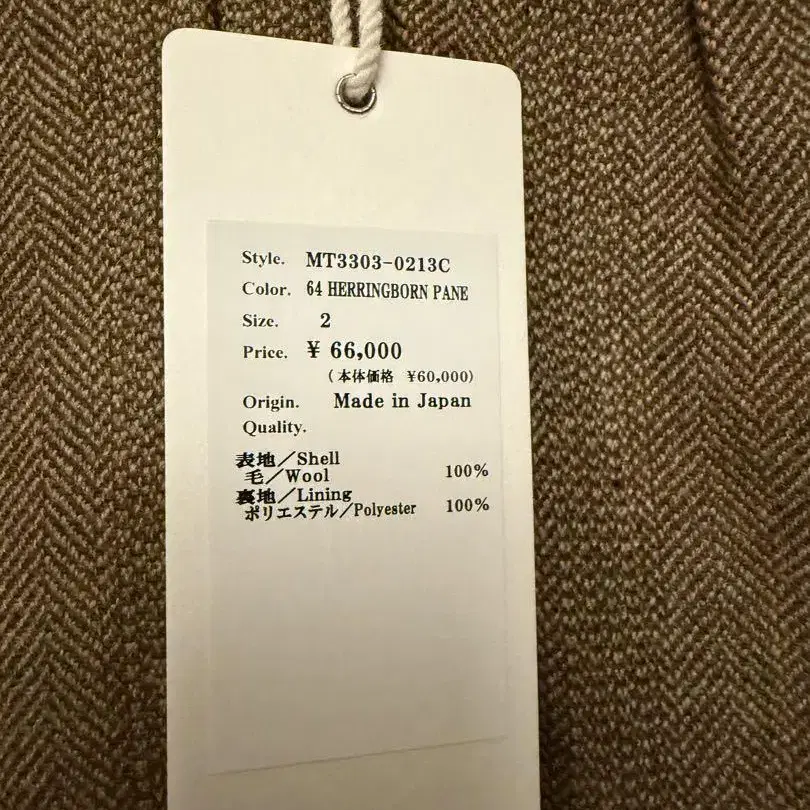 Style. MT3303-0213C
Color. 64 HERRINGBORN PANE
Size. 2
Price. ¥ 66,000
(本体価格 ¥60,000)
Origin. Made in Japan
Quality.
表地/Shell
毛/Wool 100%
裏地/Lining
ポリエステル/Polyester 100%